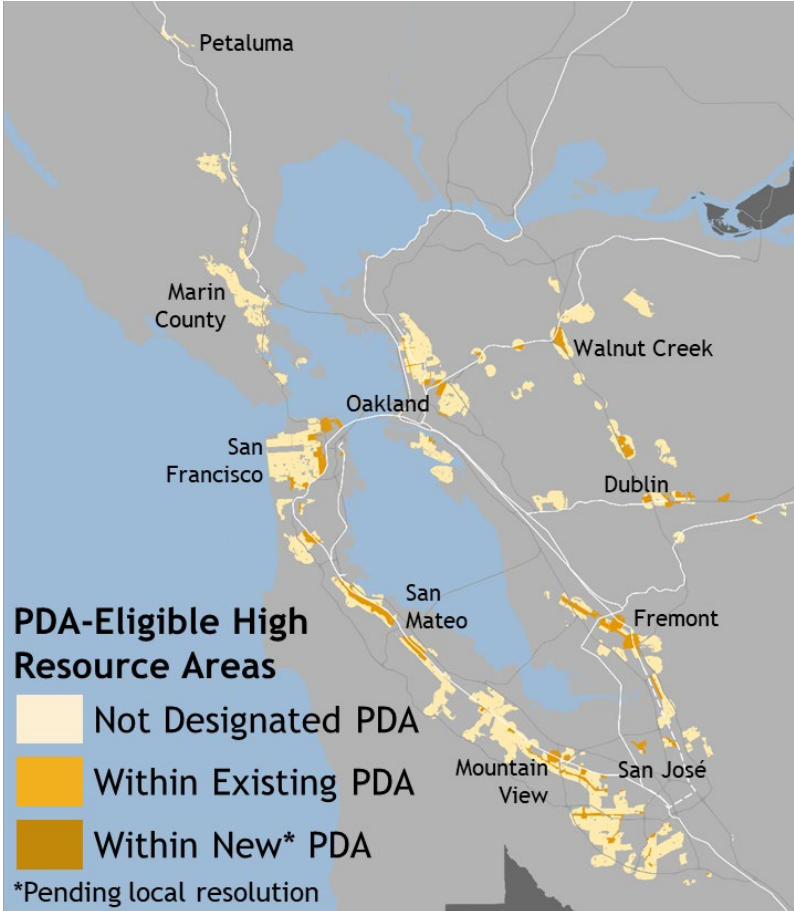 Petaluma
Marin
County
Walnut Creek
Oakland
San
Francisco
Dublin
San
Mateo
Fremont
PDA-Eligible High
Resource Areas
Not Designated PDA
Within Existing PDA
Within New* PDA
*Pending local resolution
Mountain
View
San José